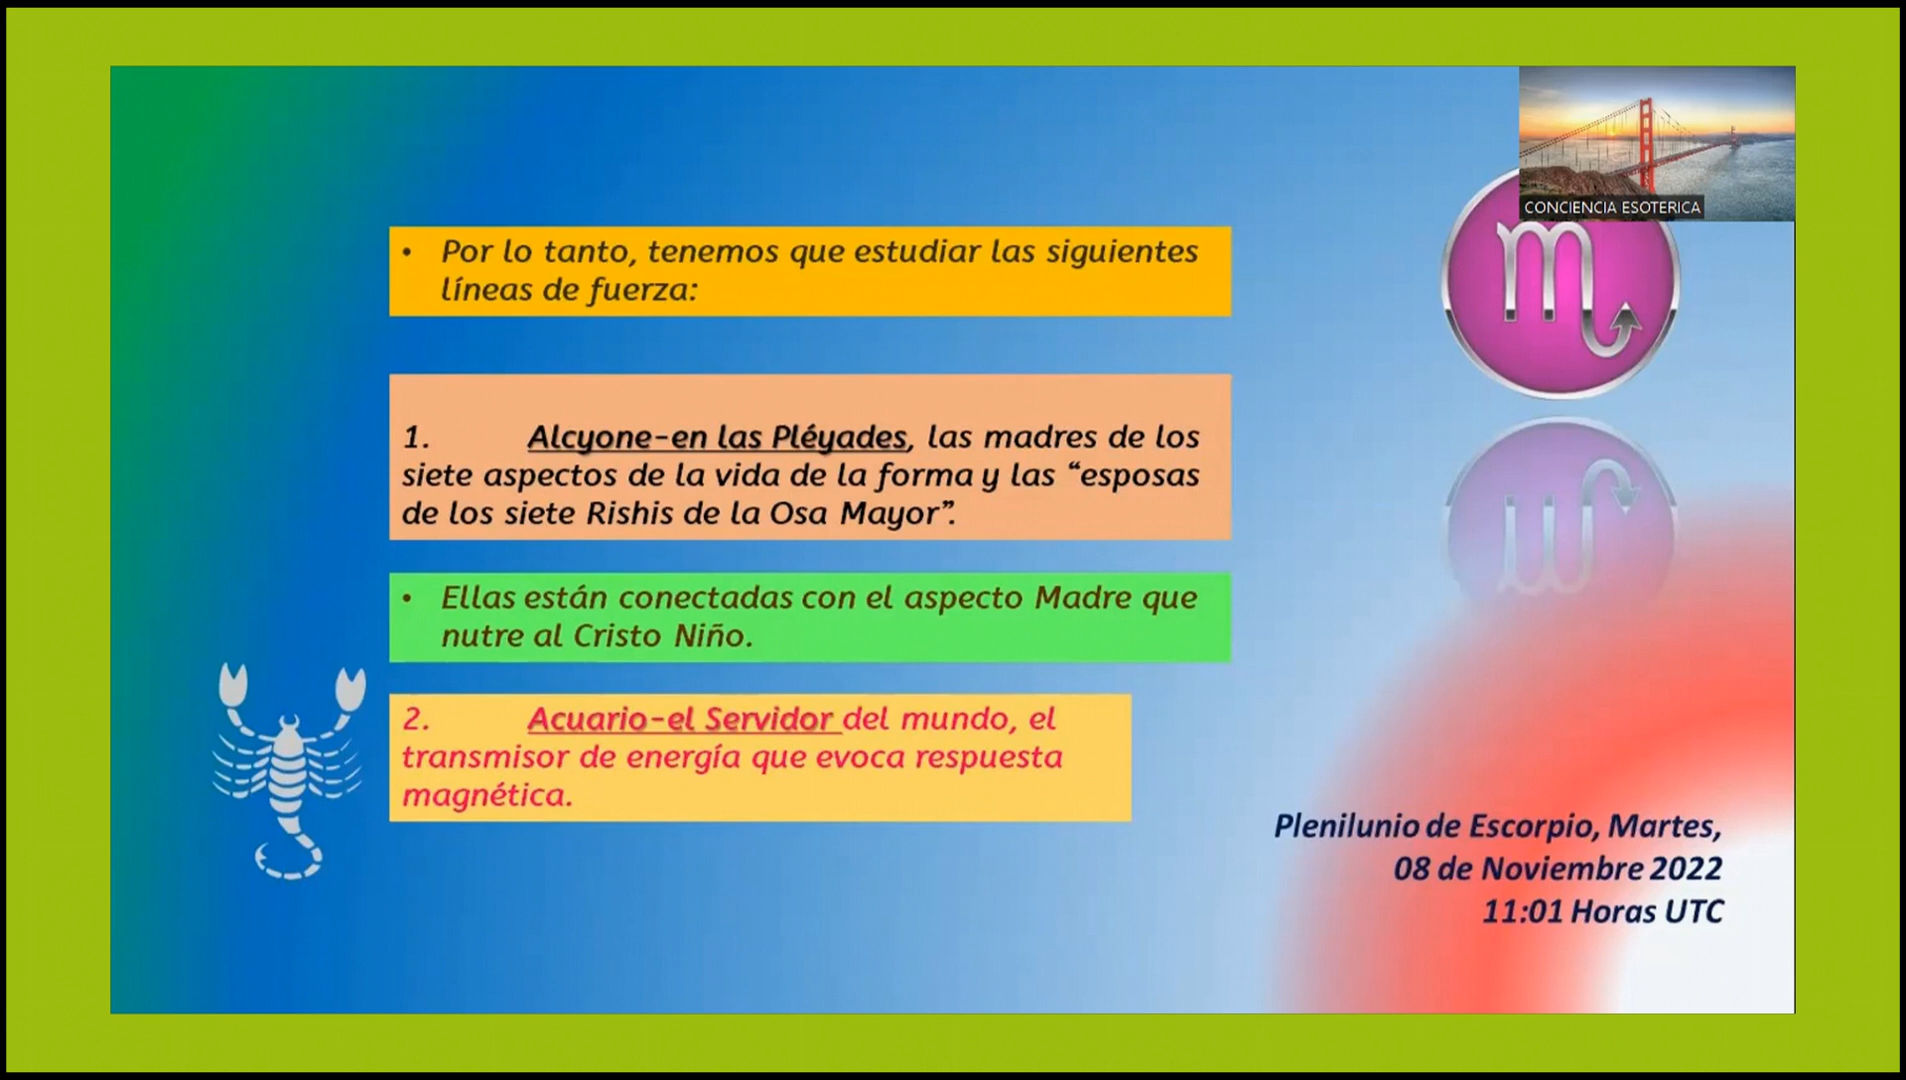 CONCIENCIA ESOTERICA
• Por lo tanto, tenemos que estudiar las siguientes
líneas de fuerza:
1. Alcyone-en las Pléyades, las madres de los
siete aspectos de la vida de la forma y las “esposas
de los siete Rishis de la Osa Mayor”.
• Ellas están conectadas con el aspecto Madre que
nutre al Cristo Niño.
2. Acuario-el Servidor del mundo, el
transmisor de energía que evoca respuesta
magnética.
Plenilunio de Escorpio, Martes,
08 de Noviembre 2022
11:01 Horas UTC